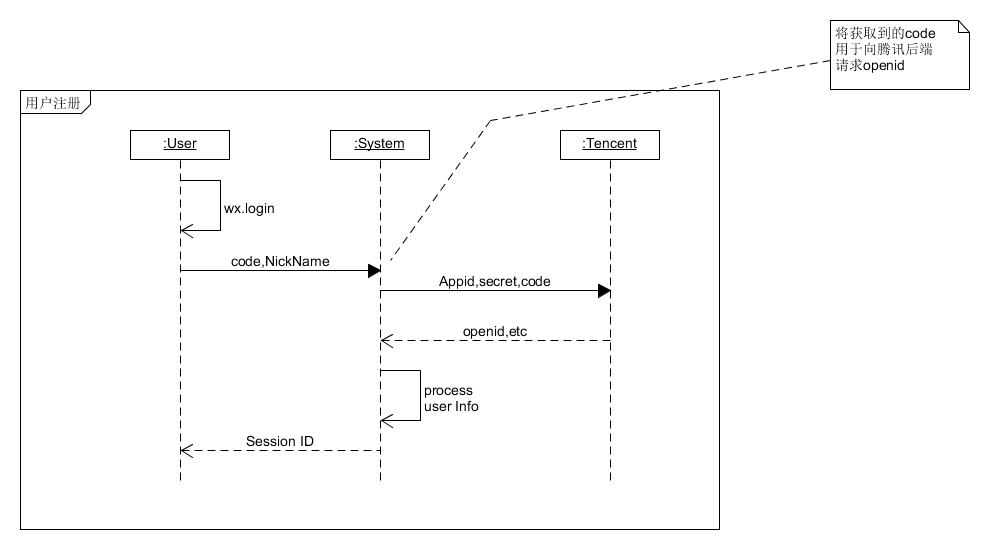 将获取到的code
用于向腾讯后端
请求openid
用户注册
:User
:System
:Tencent
wx.login
code,NickName
Appid,secret,code
openid,etc
process
user Info
Session ID